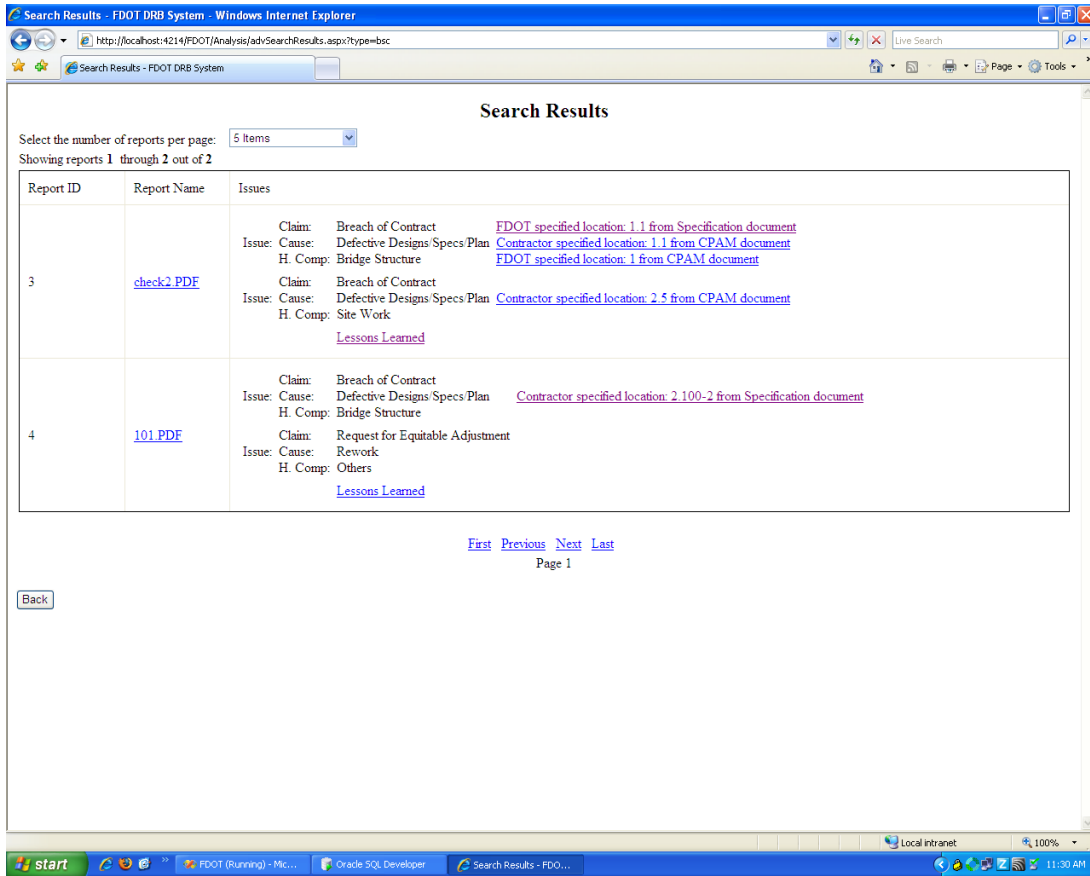 Search Results - FDOT DRB System - Windows Internet Explorer
http://localhost:4214/FDOT/Analysis/advSearchResults.aspx?type=bsc
Live Search
Search Results - FDOT DRB System
Page
Tools
Search Results
Select the number of reports per page: 5 Items
Showing reports 1 through 2 out of 2
Report ID Report Name Issues
Claim: Breach of Contract FDOT specified location: 1.1 from Specification document
Issue: Cause: Defective Designs/Specs/Plan Contractor specified location: 1.1 from CPAM document
H. Comp: Bridge Structure FDOT specified location: 1 from CPAM document
3 check2.PDF
Claim: Breach of Contract
Issue: Cause: Defective Designs/Specs/Plan Contractor specified location: 2.5 from CPAM document
H. Comp: Site Work
Lessons Learned
Claim: Breach of Contract
Issue: Cause: Defective Designs/Specs/Plan Contractor specified location: 2.100-2 from Specification document
H. Comp: Bridge Structure
4 101.PDF
Claim: Request for Equitable Adjustment
Issue: Cause: Rework
H. Comp: Others
Lessons Learned
First Previous Next Last
Page 1
Back
Local intranet 100%
start
FDOT (Running) - Mic...
Oracle SQL Developer
Search Results - FDO...
11:30 AM